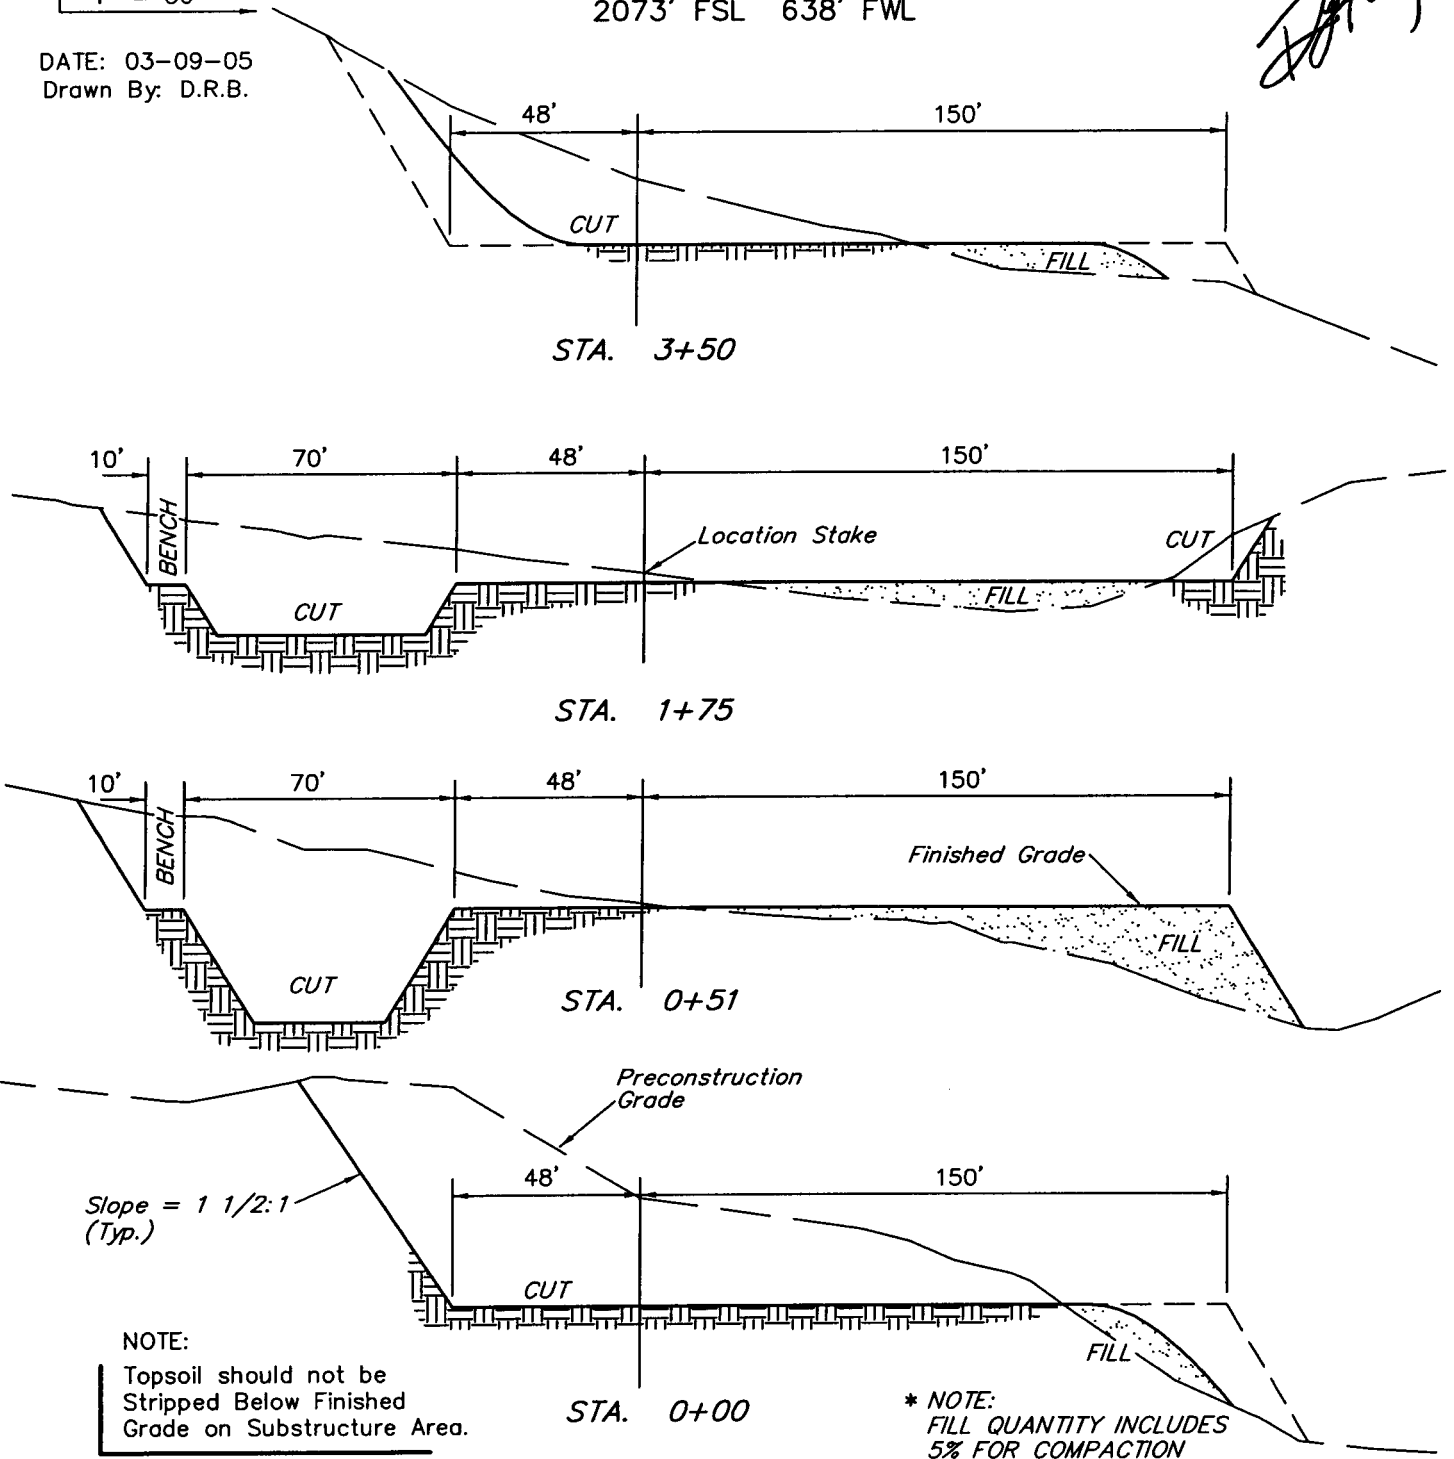 2073' FSL 638' FWL
DATE: 03-09-05
Drawn By: D.R.B.
48' 150'
CUT
FILL
STA. 3+50
10' 70' 48' 150'
BENCH
Location Stake
CUT
CUT
FILL
STA. 1+75
10' 70' 48' 150'
BENCH
Finished Grade
FILL
CUT
STA. 0+51
Preconstruction
Grade
48' 150'
Slope = 1 1/2:1
(Typ.)
CUT
FILL
NOTE:
Topsoil should not be
Stripped Below Finished
Grade on Substructure Area.
STA. 0+00
* NOTE:
FILL QUANTITY INCLUDES
5% FOR COMPACTION